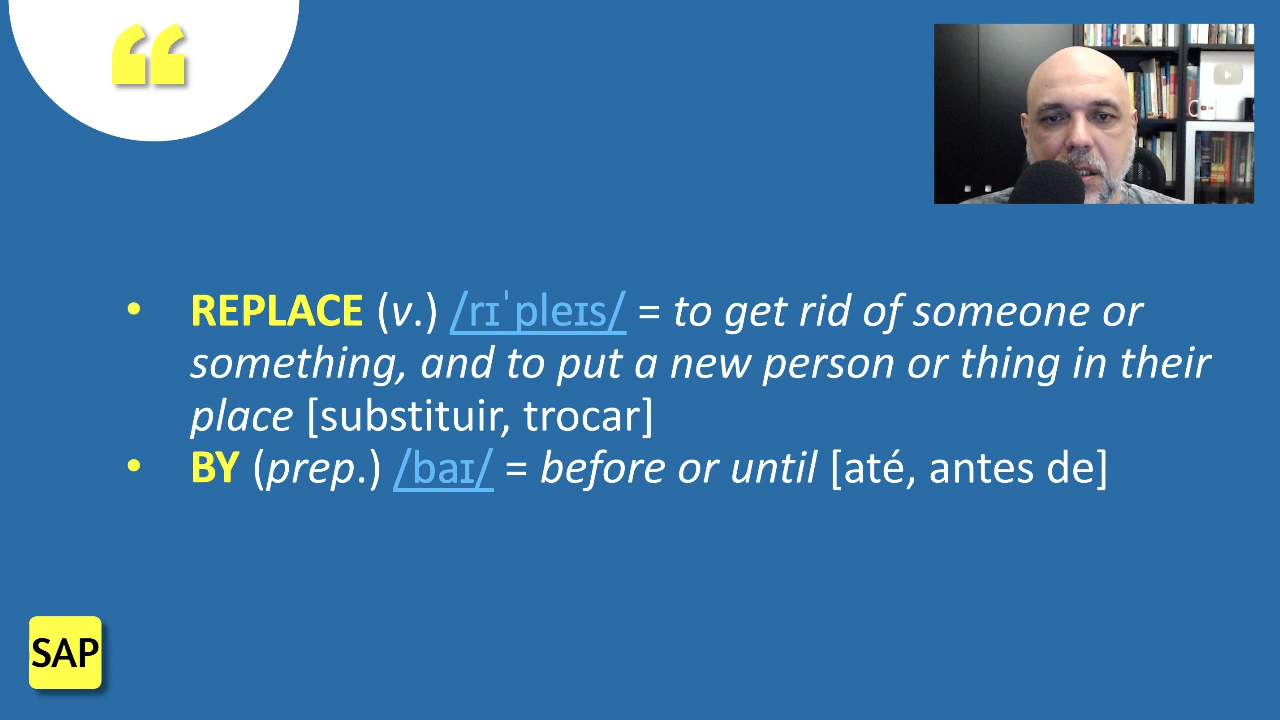 “
• REPLACE (v.) /rɪˈpleɪs/ = to get rid of someone or
something, and to put a new person or thing in their
place [substituir, trocar]
• BY (prep.) /baɪ/ = before or until [até, antes de]
SAP